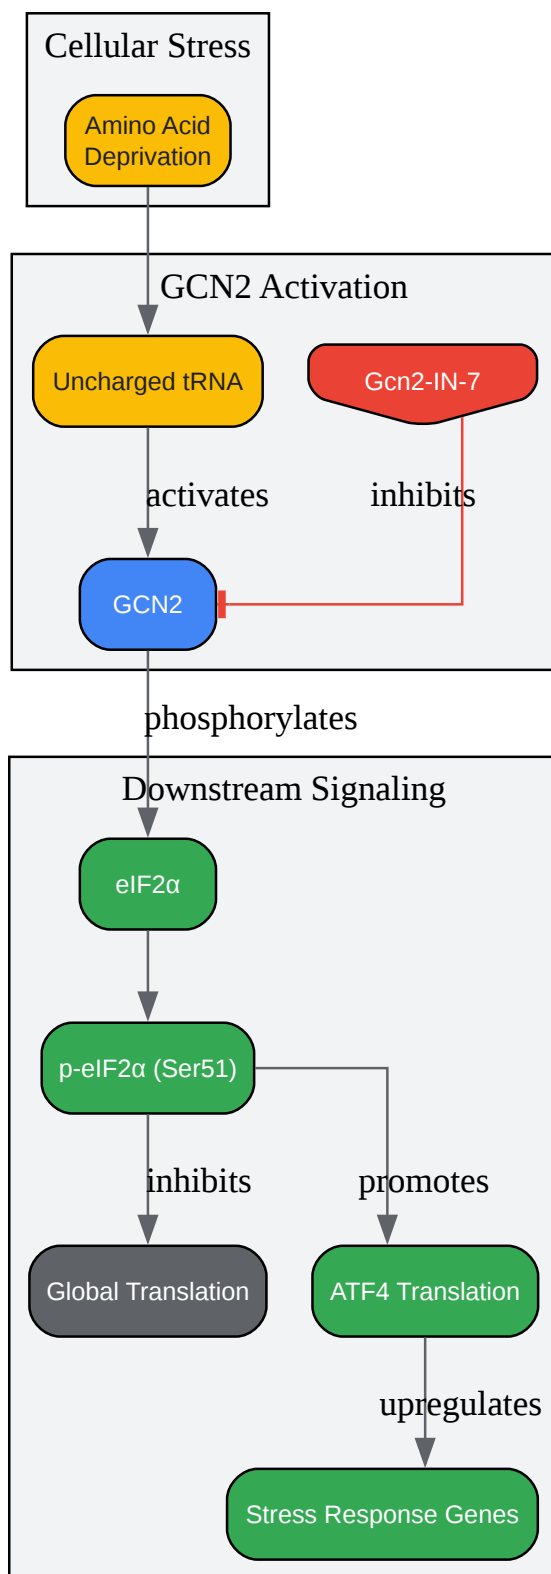 Cellular Stress
Amino Acid
Deprivation
GCN2 Activation
Uncharged tRNA
Gcn2-IN-7
activates
inhibits
GCN2
phosphorylates
Downstream Signaling
eIF2α
p-eIF2α (Ser51)
inhibits
promotes
Global Translation
ATF4 Translation
upregulates
Stress Response Genes